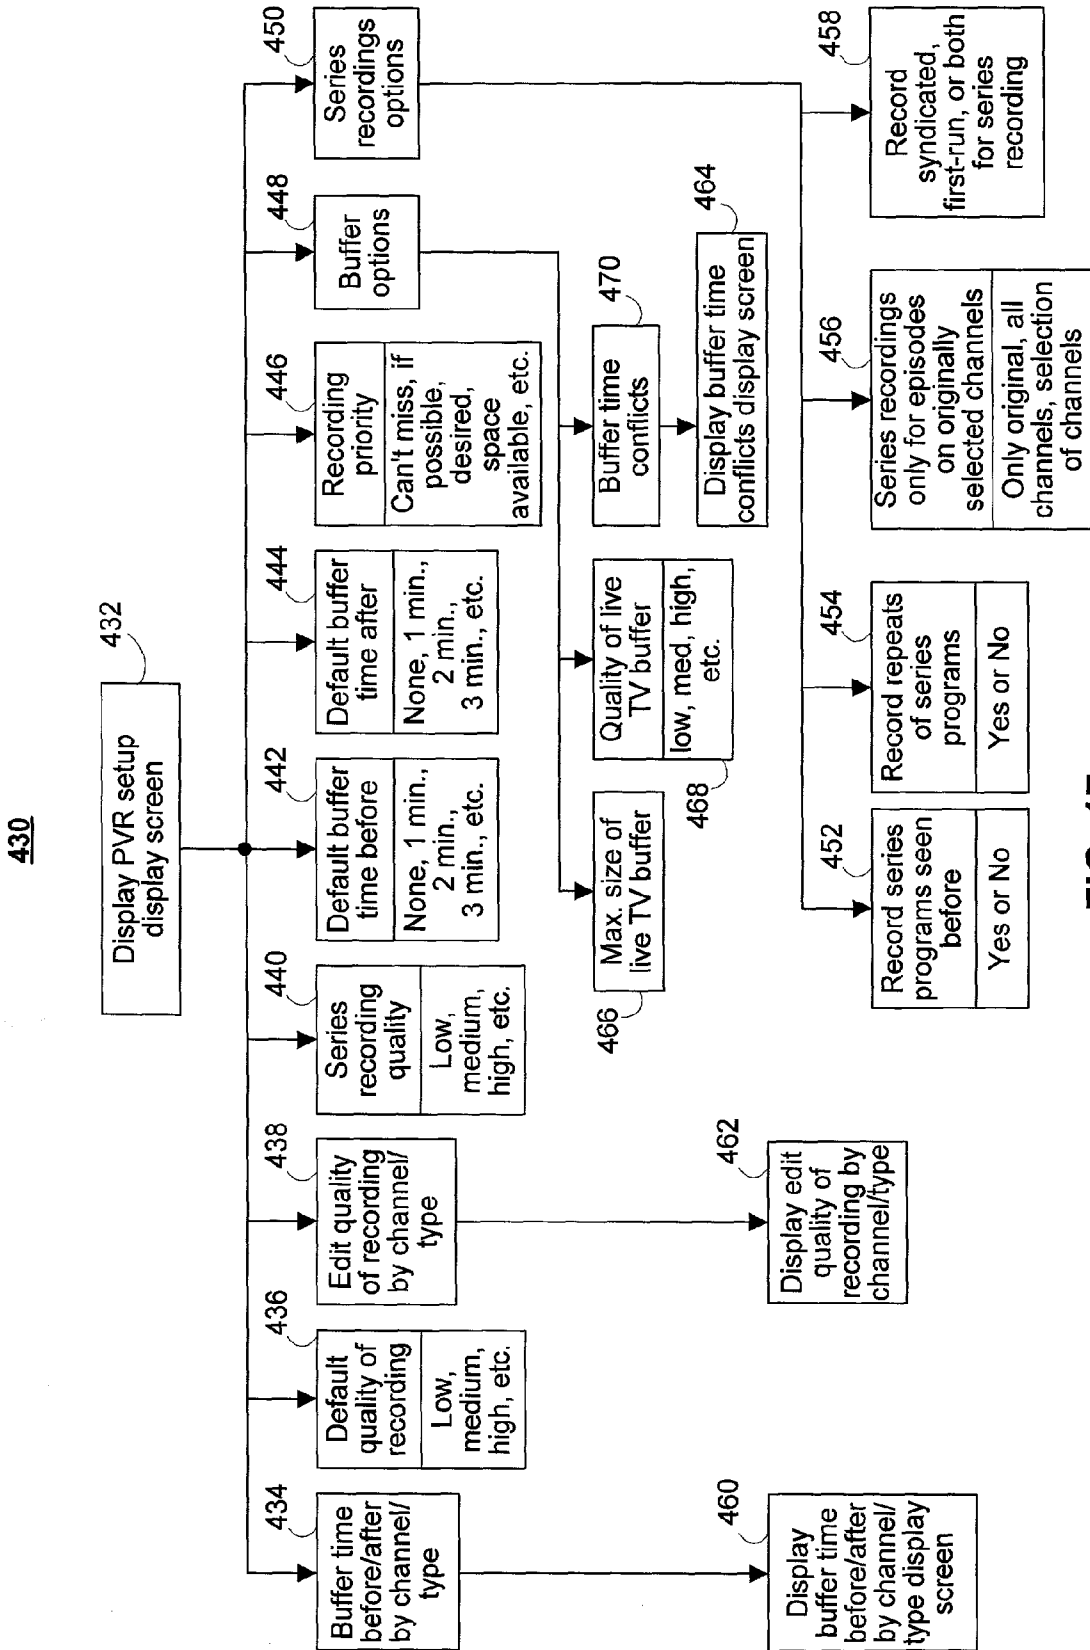 430
432
Display PVR setup
display screen
434
Buffer time
before/after
by channel/
type
436
Default
quality of
recording
Low,
medium,
high, etc.
438
Edit quality
of recording
by channel/
type
440
Series
recording
quality
Low,
medium,
high, etc.
442
Default buffer
time before
None, 1 min.,
2 min.,
3 min., etc.
444
Default buffer
time after
None, 1 min.,
2 min.,
3 min., etc.
446
Recording
priority
Can't miss, if
possible,
desired,
space
available, etc.
448
Buffer
options
450
Series
recordings
options
466
Max. size of
live TV buffer
468
Quality of live
TV buffer
low, med, high,
etc.
470
Buffer time
conflicts
464
Display buffer time
conflicts display screen
460
Display
buffer time
before/after
by channel/
type display
screen
462
Display edit
quality of
recording by
channel/type
452
Record series
programs seen
before
Yes or No
454
Record repeats
of series
programs
Yes or No
456
Series recordings
only for episodes
on originally
selected channels
Only original, all
channels, selection
of channels
458
Record
syndicated,
first-run, or both
for series
recording